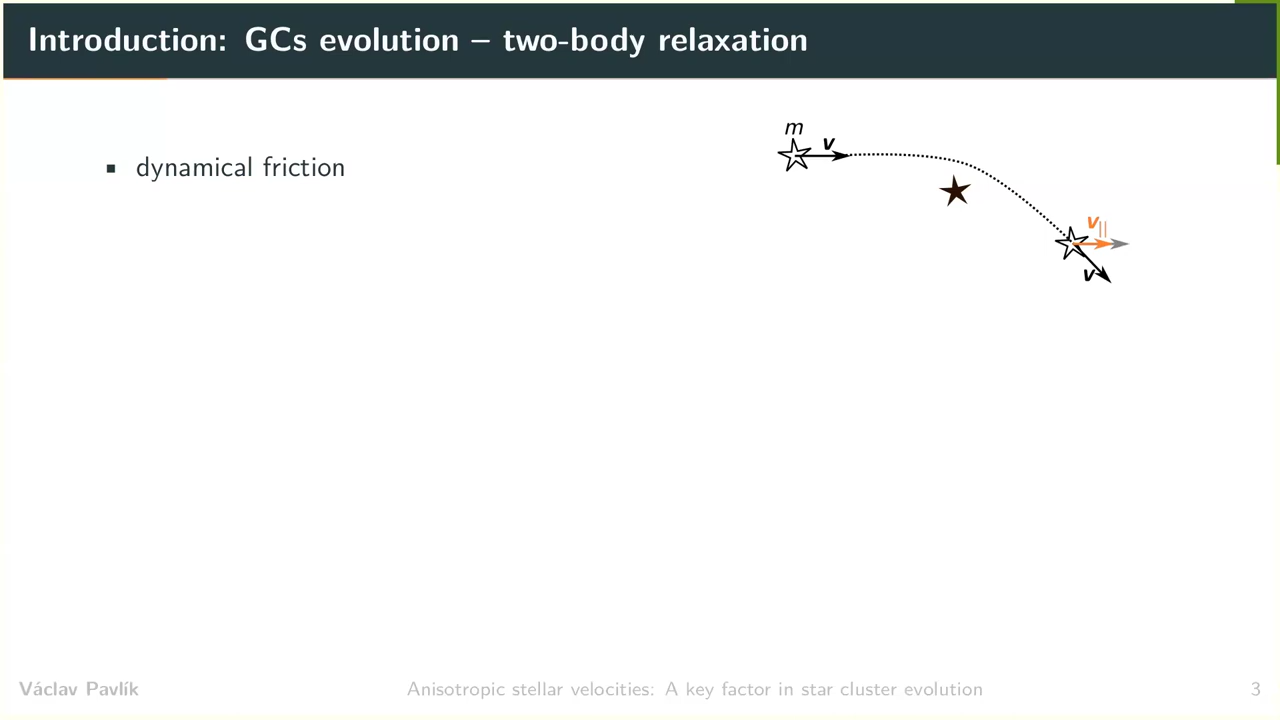 Introduction: GCs evolution – two-body relaxation
m
v
▪ dynamical friction
v||
v
Václav Pavlík
Anisotropic stellar velocities: A key factor in star cluster evolution
3